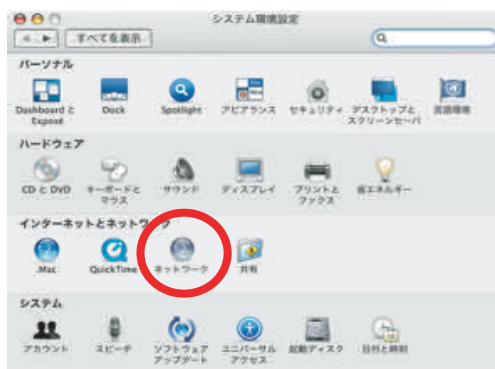 システム環境設定
すべてを表示
パーソナル
Dashboard と Exposé
Dock
Spotlight
アピアランス
セキュリティ
デスクトップと スクリーンセーバ
言語環境
ハードウェア
CD と DVD
キーボードと マウス
サウンド
ディスプレイ
プリントと ファクス
省エネルギー
インターネットとネットワーク
.Mac
QuickTime
ネットワーク
共有
システム
アカウント
スピーチ
ソフトウェア アップデート
ユニバーサル アクセス
起動ディスク
日付と時刻